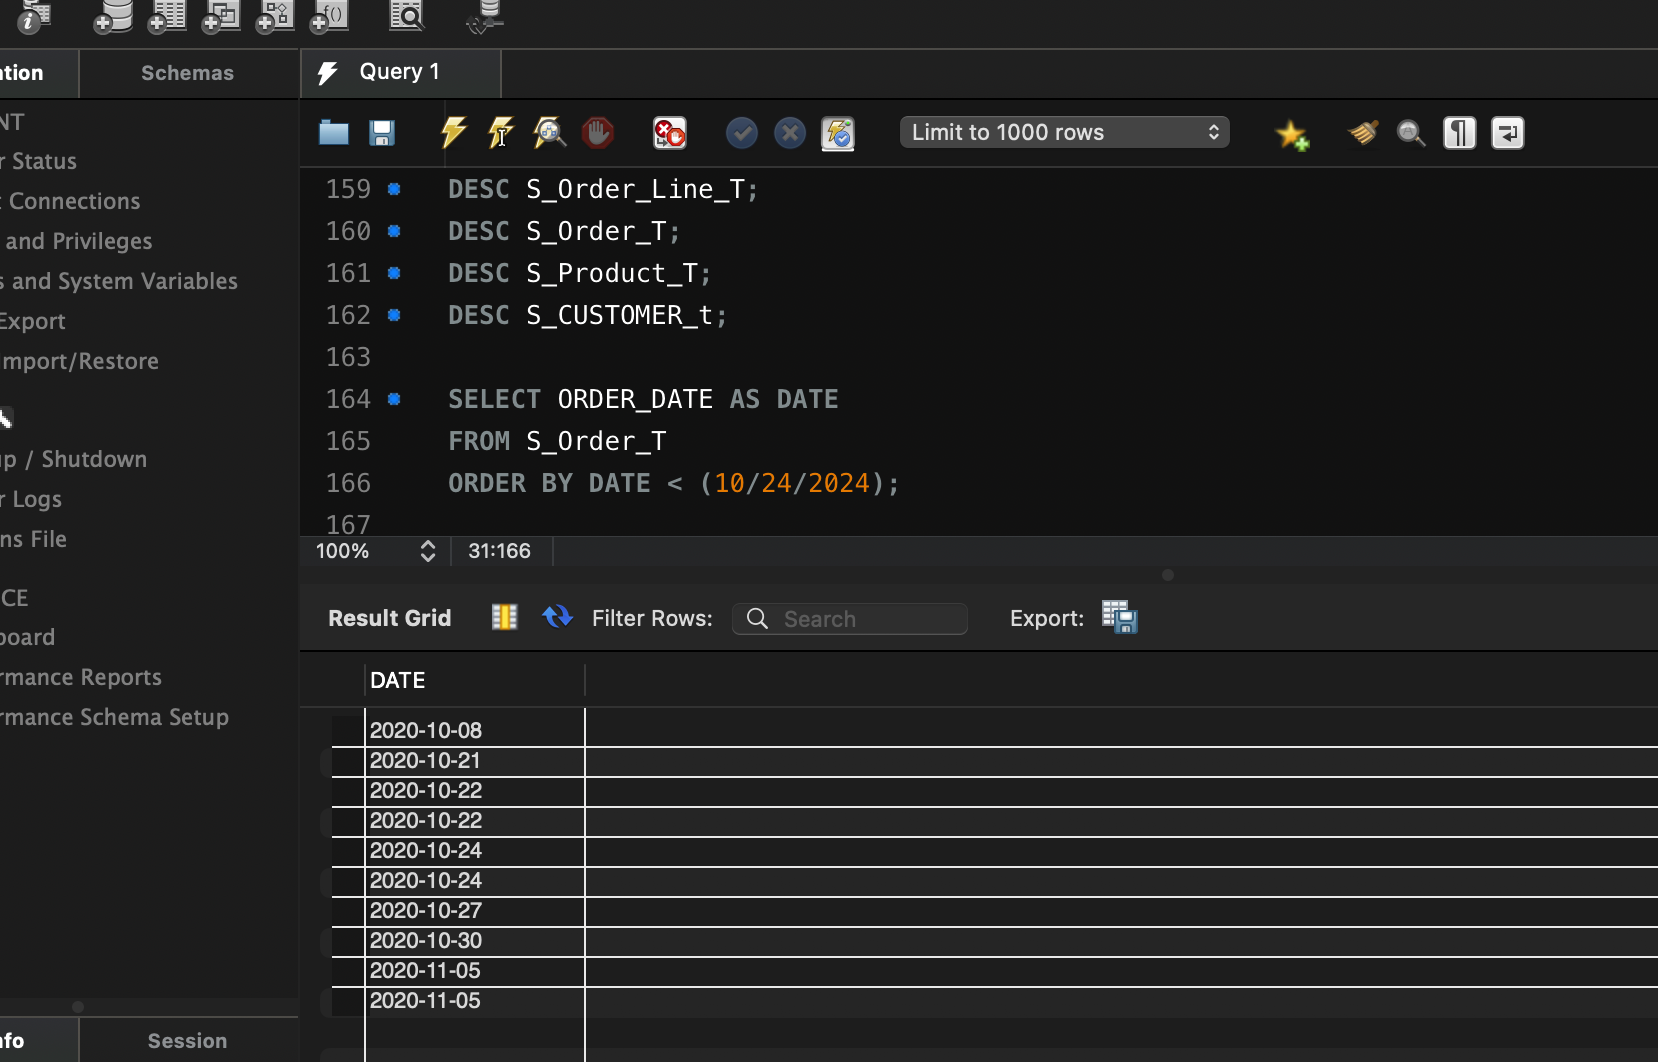 i
f()
ation
Schemas
Query 1
NT
r Status
t Connections
and Privileges
s and System Variables
Export
Import/Restore
up / Shutdown
r Logs
ns File
CE
board
rmance Reports
rmance Schema Setup
nfo
Session
Limit to 1000 rows
159 DESC S_Order_Line_T;
160 DESC S_Order_T;
161 DESC S_Product_T;
162 DESC S_CUSTOMER_t;
163
164 SELECT ORDER_DATE AS DATE
165 FROM S_Order_T
166 ORDER BY DATE < (10/24/2024);
167
100% 31:166
Result Grid Filter Rows: Search Export:
DATE
2020-10-08
2020-10-21
2020-10-22
2020-10-22
2020-10-24
2020-10-24
2020-10-27
2020-10-30
2020-11-05
2020-11-05